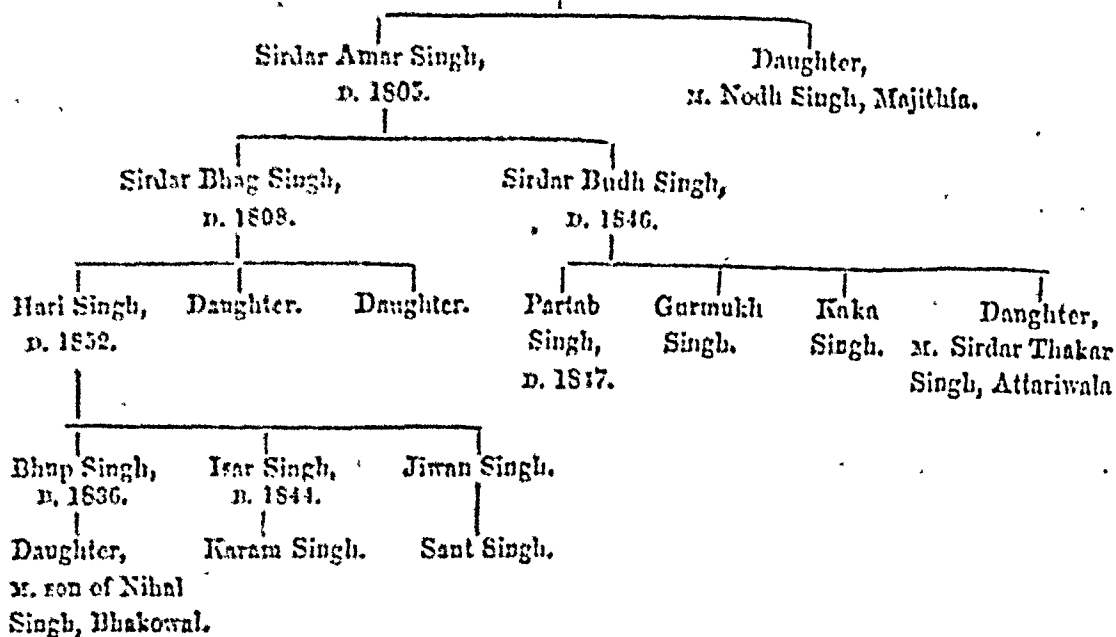 Sirdar Amar Singh, Daughter,
D. 1805. M. Nodh Singh, Majithía.
Sirdar Bhag Singh, Sirdar Budh Singh,
D. 1808. D. 1846.
Hari Singh, Daughter. Daughter. Partab Gurmukh Kaka Daughter,
D. 1852. Singh, Singh. Singh. M. Sirdar Thakar
D. 1847. Singh, Attariwala
Bhup Singh, Isar Singh, Jiwan Singh.
D. 1836. D. 1844.
Daughter, Karam Singh. Sant Singh.
M. son of Nihal
Singh, Bhakowal.